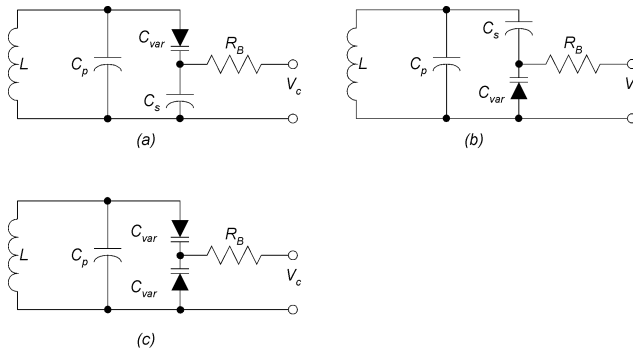 L
C_p
C_var
C_s
R_B
V_c
(a)
L
C_p
C_s
C_var
R_B
V
(b)
L
C_p
C_var
C_var
R_B
V_c
(c)